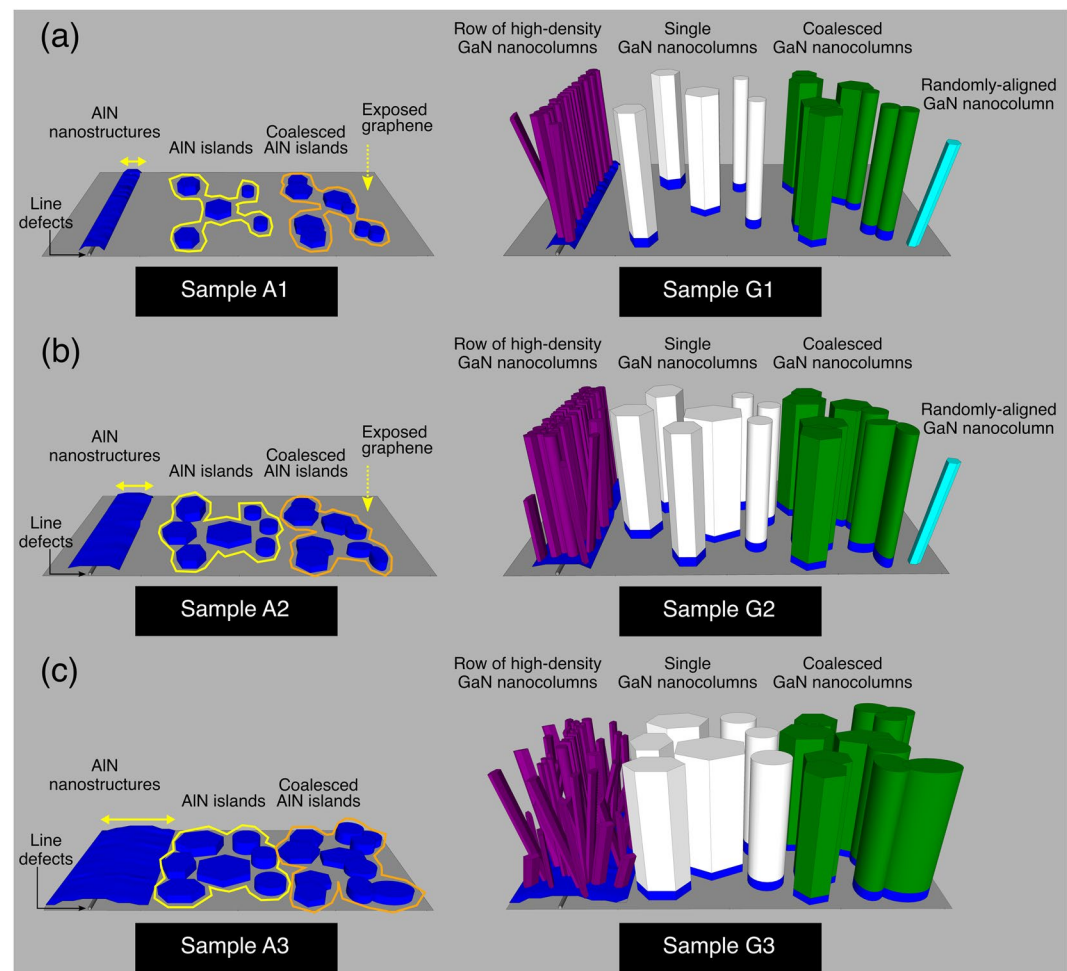 (a)
Row of high-density
GaN nanocolumns
Single
GaN nanocolumns
Coalesced
GaN nanocolumns
Randomly-aligned
GaN nanocolumn
AlN
nanostructures
AlN islands
Coalesced
AlN islands
Exposed
graphene
Line
defects
Sample A1
Sample G1
(b)
Row of high-density
GaN nanocolumns
Single
GaN nanocolumns
Coalesced
GaN nanocolumns
Randomly-aligned
GaN nanocolumn
AlN
nanostructures
AlN islands
Coalesced
AlN islands
Exposed
graphene
Line
defects
Sample A2
Sample G2
(c)
Row of high-density
GaN nanocolumns
Single
GaN nanocolumns
Coalesced
GaN nanocolumns
AlN
nanostructures
AlN islands
Coalesced
AlN islands
Line
defects
Sample A3
Sample G3